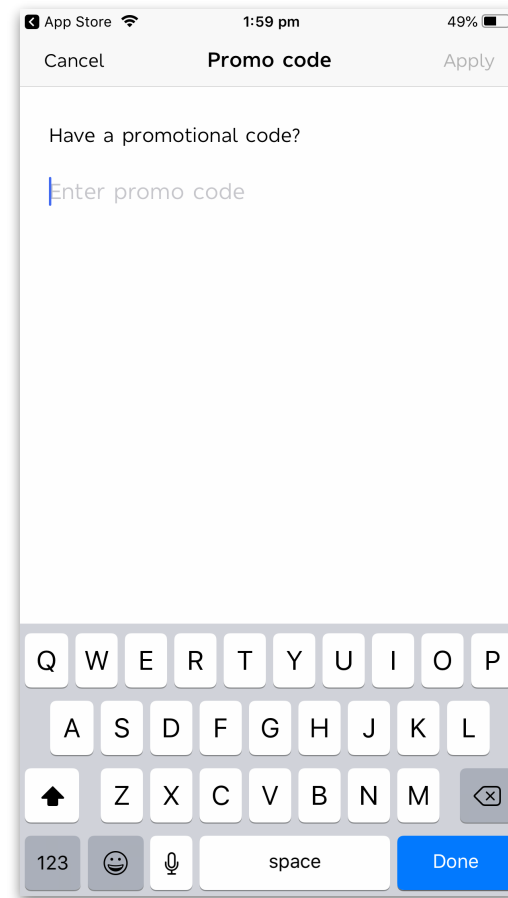 App Store 1:59 pm 49%
Cancel Promo code Apply
Have a promotional code?
Enter promo code
Q W E R T Y U I O P
A S D F G H J K L
Z X C V B N M
123 space Done